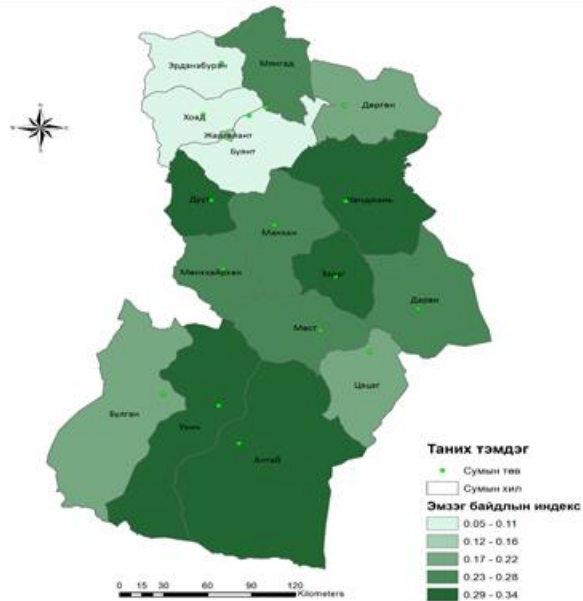 Эрдэнэбүрэн
Мянгад
Дөргөн
Ховд
Жаргалант
Буянт
Дуут
Чандмань
Манхан
Мөнххайрхан
Зэрэг
Дарви
Мөст
Цэцэг
Булган
Үенч
Алтай
Таних тэмдэг
Сумын төв
Сумын хил
Эмзэг байдлын индекс
0.05 - 0.11
0.12 - 0.16
0.17 - 0.22
0.23 - 0.28
0.29 - 0.34
0 15 30 60 90 120
Kilometers